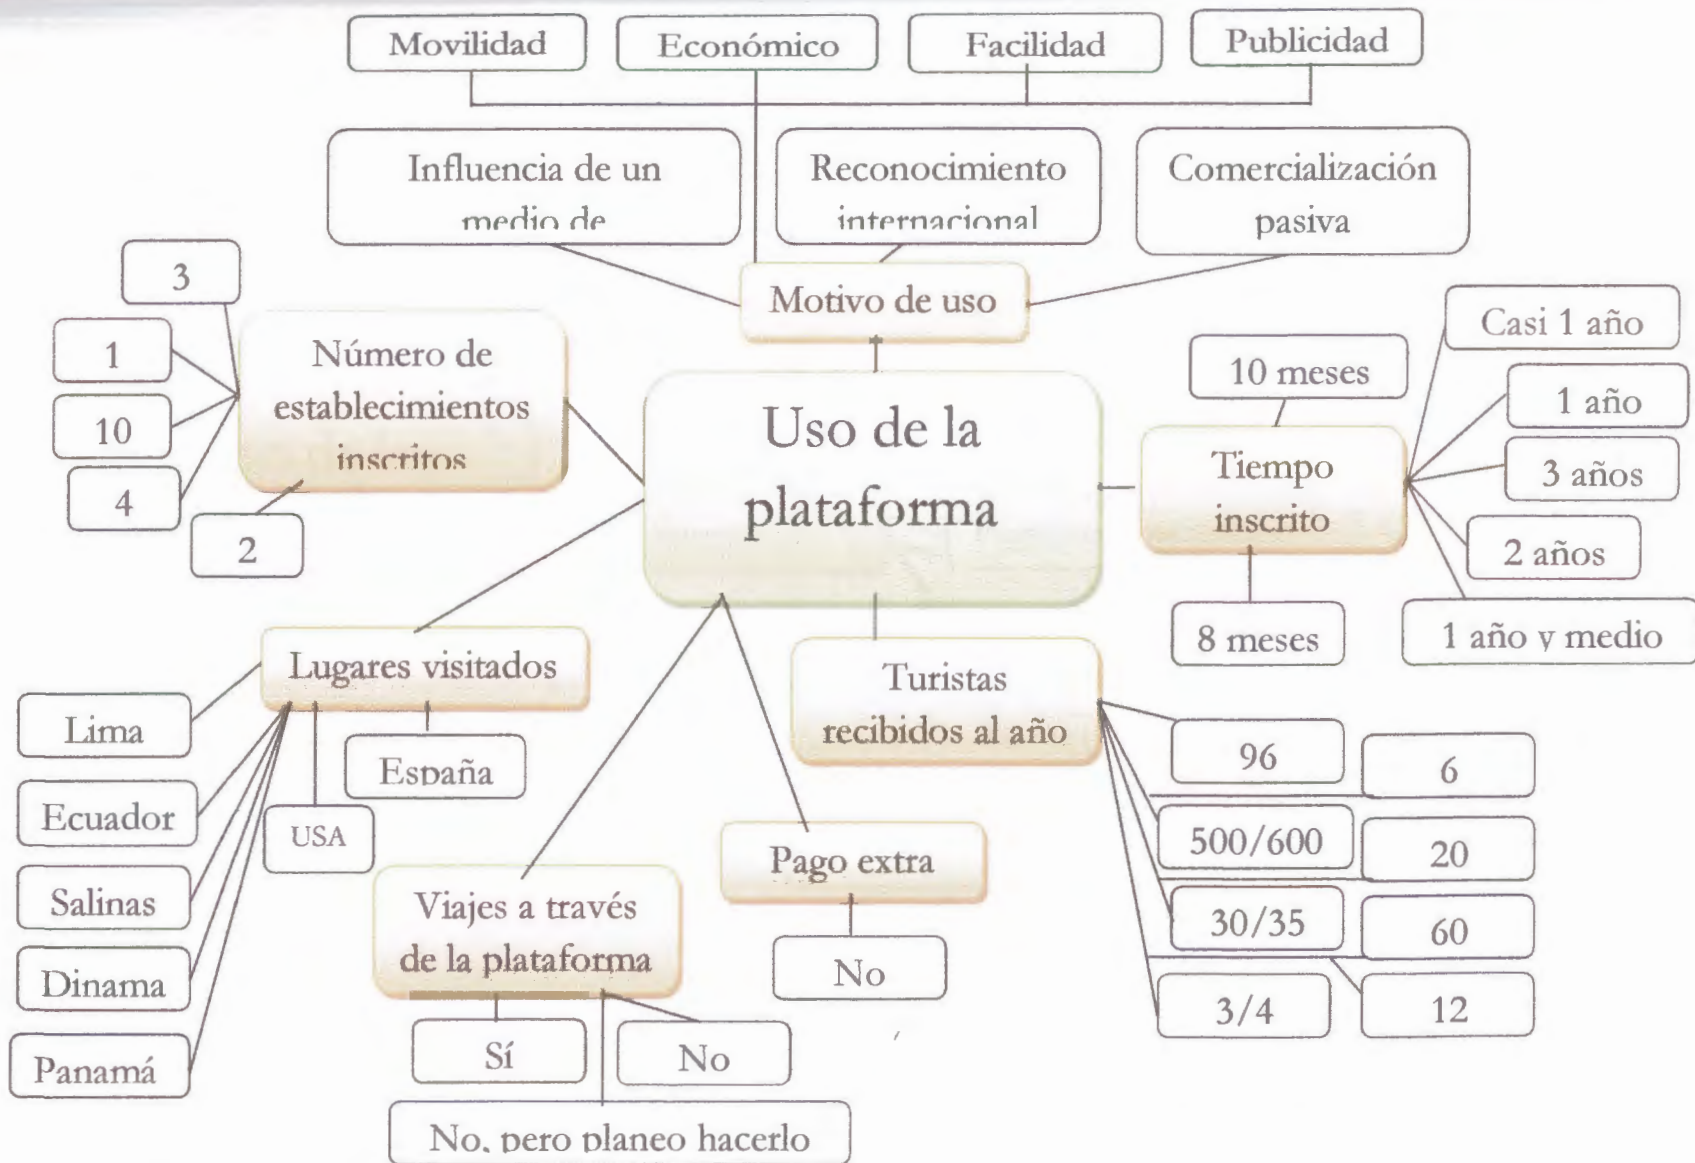 Movilidad
Económico
Facilidad
Publicidad
Influencia de un
medio de
Reconocimiento
internacional
Comercialización
pasiva
Motivo de uso
3
1
10
4
2
Número de
establecimientos
inscritos
Uso de la
plataforma
10 meses
Tiempo
inscrito
8 meses
Casi 1 año
1 año
3 años
2 años
1 año y medio
Lugares visitados
Lima
Ecuador
Salinas
Dinama
Panamá
USA
España
Viajes a través
de la plataforma
Sí
No
No, pero planeo hacerlo
Pago extra
No
Turistas
recibidos al año
96
6
500/600
20
30/35
60
3/4
12